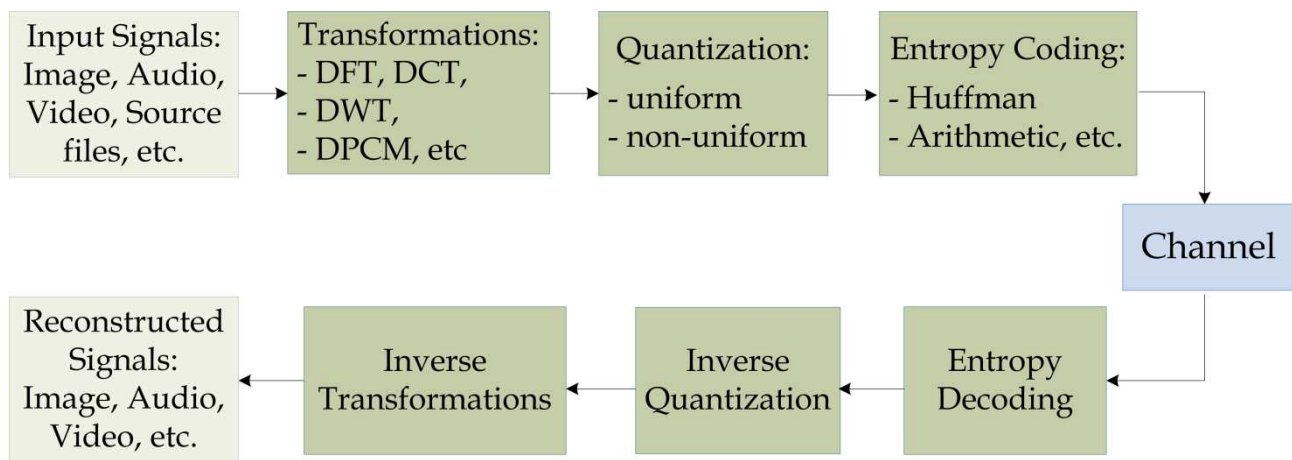 Input Signals:
Image, Audio,
Video, Source
files, etc.
Transformations:
- DFT, DCT,
- DWT,
- DPCM, etc
Quantization:
- uniform
- non-uniform
Entropy Coding:
- Huffman
- Arithmetic, etc.
Channel
Reconstructed
Signals:
Image, Audio,
Video, etc.
Inverse
Transformations
Inverse
Quantization
Entropy
Decoding